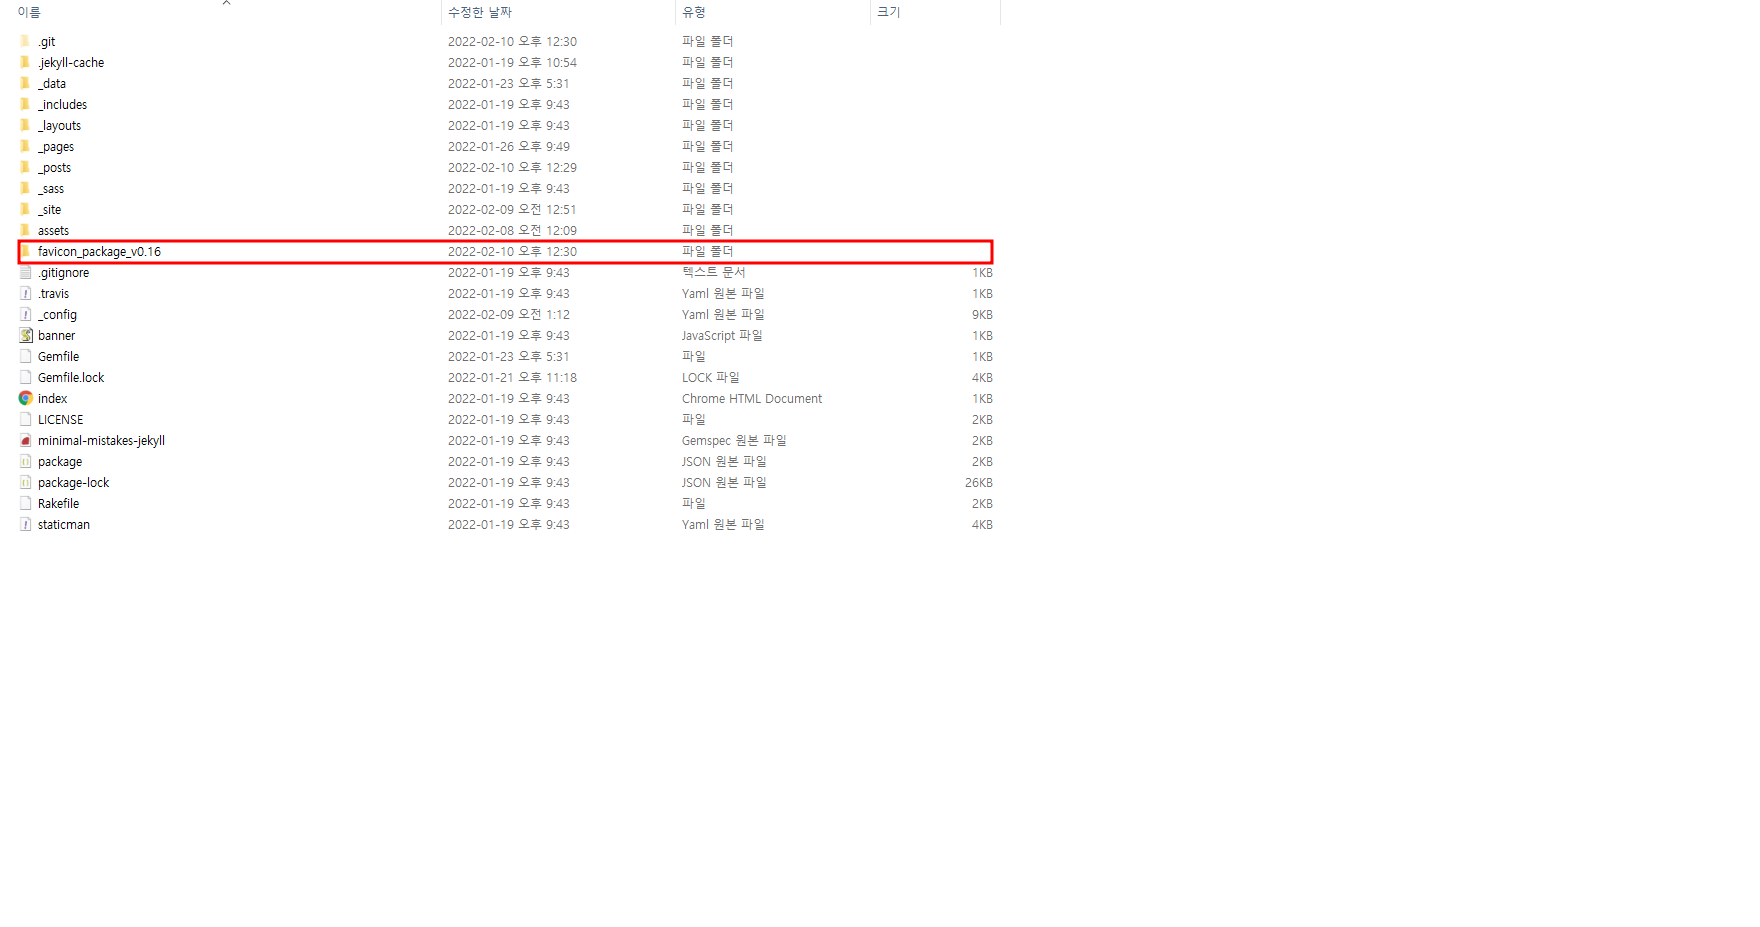 이름 수정한 날짜 유형 크기
.git 2022-02-10 오후 12:30 파일 폴더
.jekyll-cache 2022-01-19 오후 10:54 파일 폴더
_data 2022-01-23 오후 5:31 파일 폴더
_includes 2022-01-19 오후 9:43 파일 폴더
_layouts 2022-01-19 오후 9:43 파일 폴더
_pages 2022-01-26 오후 9:49 파일 폴더
_posts 2022-02-10 오후 12:29 파일 폴더
_sass 2022-01-19 오후 9:43 파일 폴더
_site 2022-02-09 오전 12:51 파일 폴더
assets 2022-02-08 오전 12:09 파일 폴더
favicon_package_v0.16 2022-02-10 오후 12:30 파일 폴더
.gitignore 2022-01-19 오후 9:43 텍스트 문서 1KB
.travis 2022-01-19 오후 9:43 Yaml 원본 파일 1KB
_config 2022-02-09 오전 1:12 Yaml 원본 파일 9KB
banner 2022-01-19 오후 9:43 JavaScript 파일 1KB
Gemfile 2022-01-23 오후 5:31 파일 1KB
Gemfile.lock 2022-01-21 오후 11:18 LOCK 파일 4KB
index 2022-01-19 오후 9:43 Chrome HTML Document 1KB
LICENSE 2022-01-19 오후 9:43 파일 2KB
minimal-mistakes-jekyll 2022-01-19 오후 9:43 Gemspec 원본 파일 2KB
package 2022-01-19 오후 9:43 JSON 원본 파일 2KB
package-lock 2022-01-19 오후 9:43 JSON 원본 파일 26KB
Rakefile 2022-01-19 오후 9:43 파일 2KB
staticman 2022-01-19 오후 9:43 Yaml 원본 파일 4KB